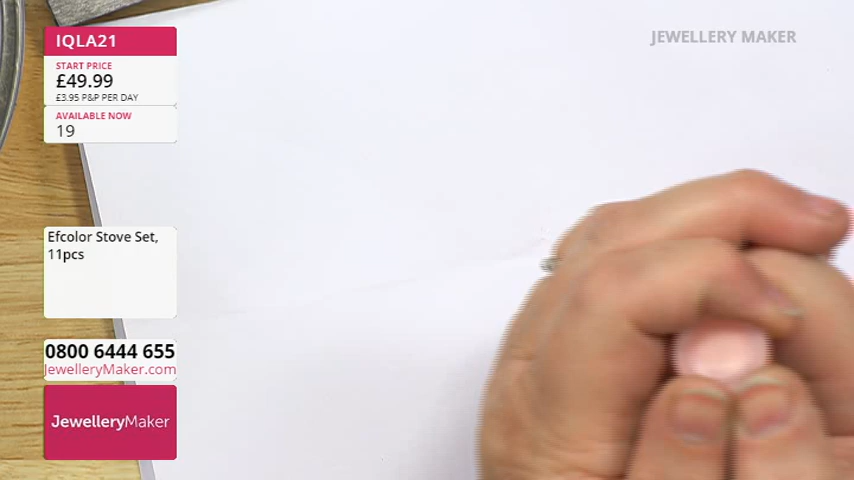 IQLA21
START PRICE
£49.99
£3.95 P&P PER DAY
AVAILABLE NOW
19
Efcolor Stove Set,
11pcs
0800 6444 655
JewelleryMaker.com
JewelleryMaker
JEWELLERY MAKER